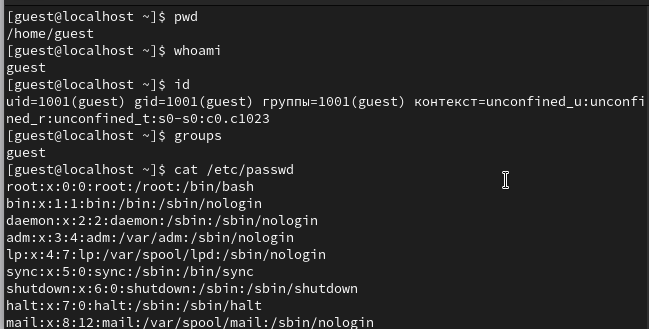 [guest@localhost ~]$ pwd
/home/guest
[guest@localhost ~]$ whoami
guest
[guest@localhost ~]$ id
uid=1001(guest) gid=1001(guest) группы=1001(guest) контекст=unconfined_u:unconfi
ned_r:unconfined_t:s0-s0:c0.c1023
[guest@localhost ~]$ groups
guest
[guest@localhost ~]$ cat /etc/passwd
root:x:0:0:root:/root:/bin/bash
bin:x:1:1:bin:/bin:/sbin/nologin
daemon:x:2:2:daemon:/sbin:/sbin/nologin
adm:x:3:4:adm:/var/adm:/sbin/nologin
lp:x:4:7:lp:/var/spool/lpd:/sbin/nologin
sync:x:5:0:sync:/sbin:/bin/sync
shutdown:x:6:0:shutdown:/sbin:/sbin/shutdown
halt:x:7:0:halt:/sbin:/sbin/halt
mail:x:8:12:mail:/var/spool/mail:/sbin/nologin